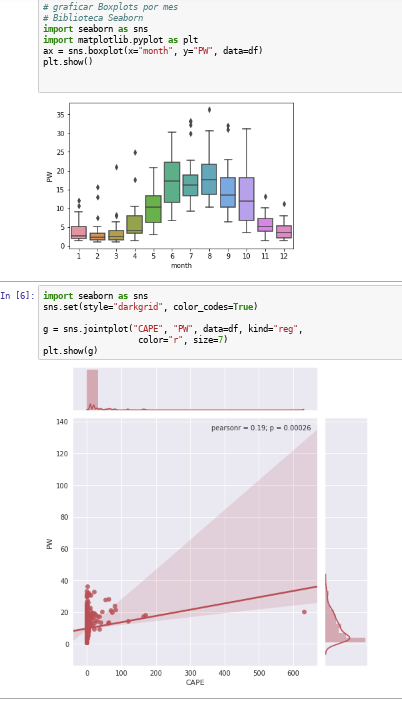 # graficar Boxplots por mes
# Biblioteca Seaborn
import seaborn as sns
import matplotlib.pyplot as plt
ax = sns.boxplot(x="month", y="PW", data=df)
plt.show()
35
30
25
20
15
10
5
0
PW
1 2 3 4 5 6 7 8 9 10 11 12
month
In [6]:
import seaborn as sns
sns.set(style="darkgrid", color_codes=True)
g = sns.jointplot("CAPE", "PW", data=df, kind="reg",
color="r", size=7)
plt.show(g)
pearsonr = 0.19; p = 0.00026
140
120
100
80
60
40
20
0
PW
0 100 200 300 400 500 600
CAPE